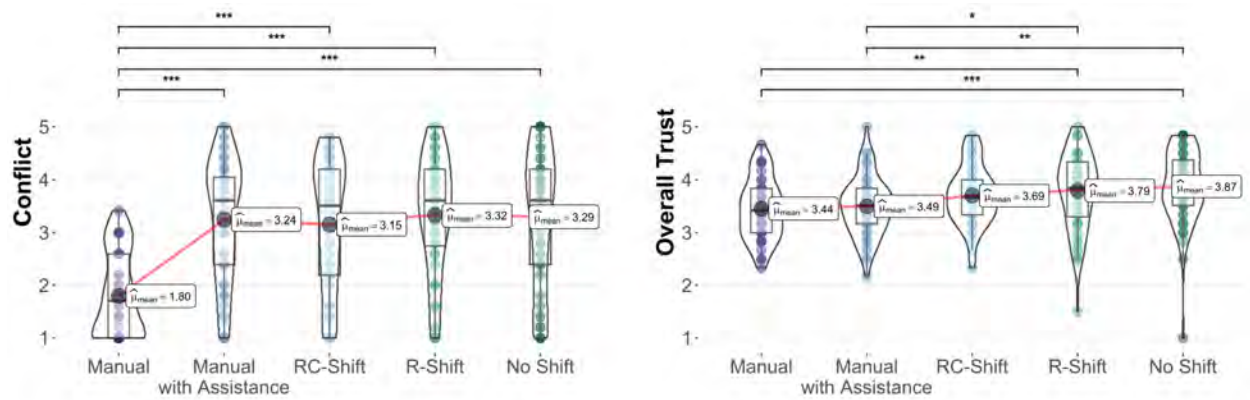 ***
***
***
***
Conflict
5
4
3
2
1
μ̂mean = 1.80
μ̂mean = 3.24
μ̂mean = 3.15
μ̂mean = 3.32
μ̂mean = 3.29
Manual
Manual
with Assistance
RC-Shift
R-Shift
No Shift
*
**
**
***
Overall Trust
5
4
3
2
1
μ̂mean = 3.44
μ̂mean = 3.49
μ̂mean = 3.69
μ̂mean = 3.79
μ̂mean = 3.87
Manual
Manual
with Assistance
RC-Shift
R-Shift
No Shift